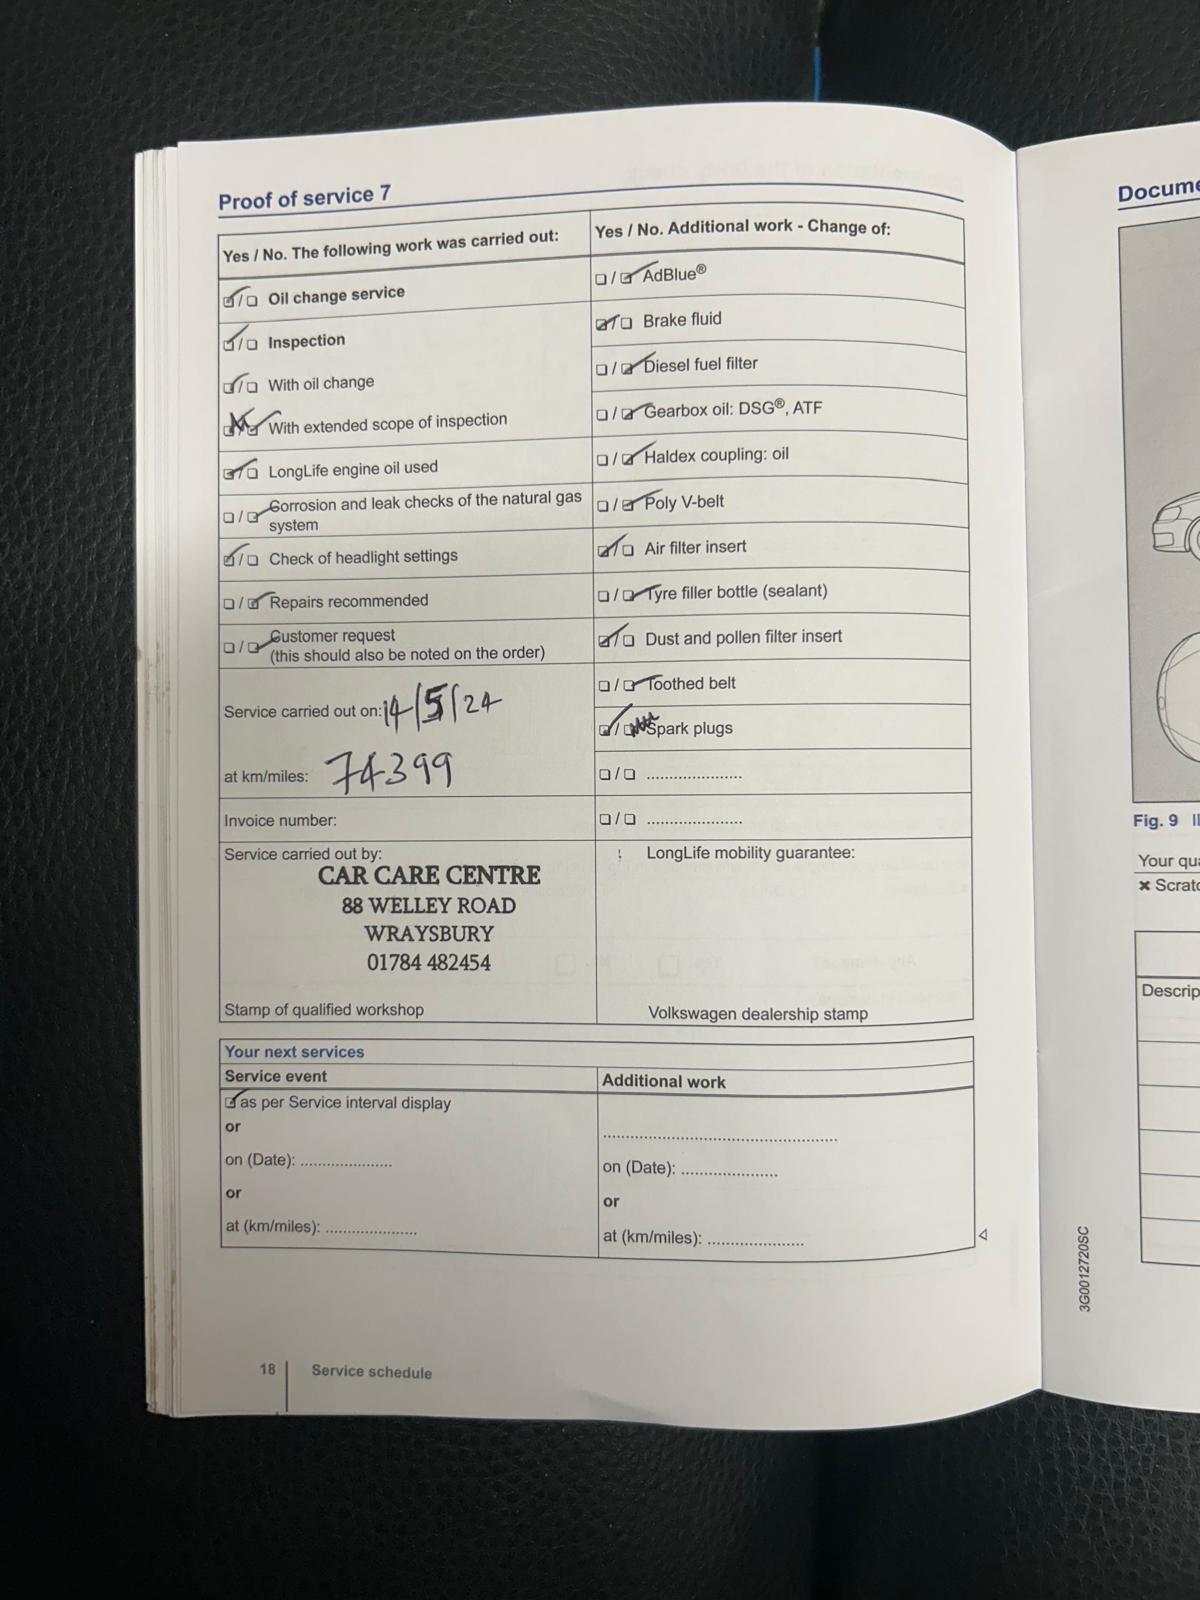 Proof of service 7
Yes / No. The following work was carried out:
☑/☐ Oil change service
☑/☐ Inspection
☑/☐ With oil change
☑/☑ With extended scope of inspection
☑/☐ LongLife engine oil used
☐/☑ Corrosion and leak checks of the natural gas
system
☑/☐ Check of headlight settings
☐/☑ Repairs recommended
☐/☑ Customer request
(this should also be noted on the order)
Service carried out on: 14/5/24
at km/miles: 74399
Invoice number:
Service carried out by:
CAR CARE CENTRE
88 WELLEY ROAD
WRAYSBURY
01784 482454
Stamp of qualified workshop
Yes / No. Additional work - Change of:
☐/☑ AdBlue®
☑/☐ Brake fluid
☐/☑ Diesel fuel filter
☐/☑ Gearbox oil: DSG®, ATF
☐/☑ Haldex coupling: oil
☐/☑ Poly V-belt
☑/☐ Air filter insert
☐/☑ Tyre filler bottle (sealant)
☑/☐ Dust and pollen filter insert
☐/☑ Toothed belt
☑/☐ Spark plugs
☐/☐ .....................
☐/☐ .....................
LongLife mobility guarantee:
Volkswagen dealership stamp
Your next services
Service event
☑ as per Service interval display
or
on (Date): ....................
or
at (km/miles): ....................
Additional work
....................................................
on (Date): .....................
or
at (km/miles): .....................
18 Service schedule
Fig. 9
Your
3G0012720SC